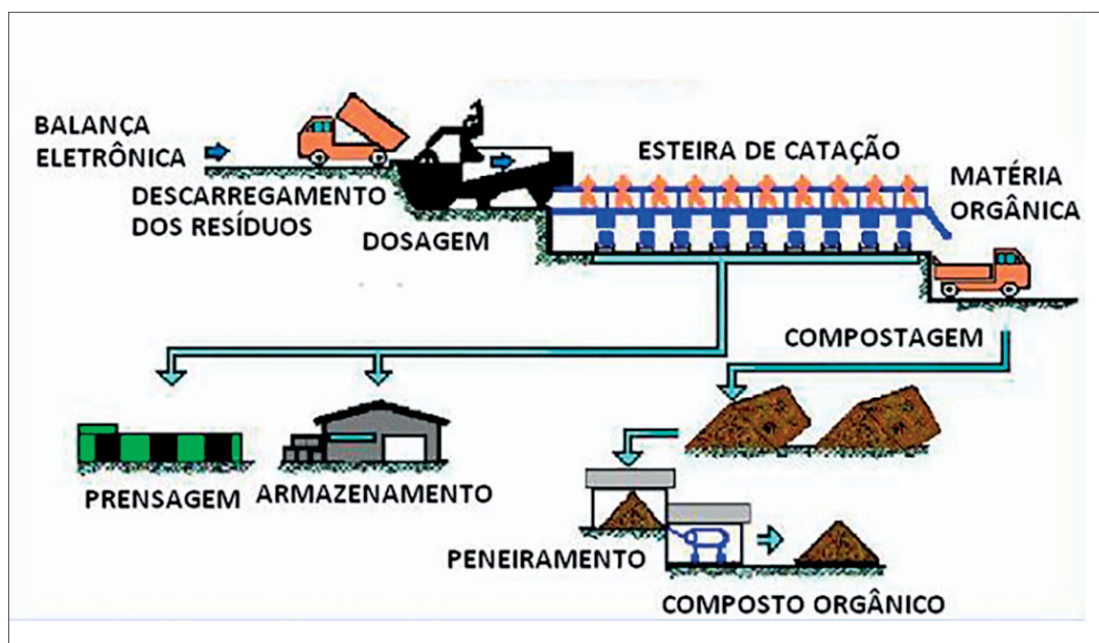 BALANÇA
ELETRÔNICA
DESCARREGAMENTO
DOS RESÍDUOS
DOSAGEM
ESTEIRA DE CATAÇÃO
MATÉRIA
ORGÂNICA
COMPOSTAGEM
PRENSAGEM
ARMAZENAMENTO
PENEIRAMENTO
COMPOSTO ORGÂNICO